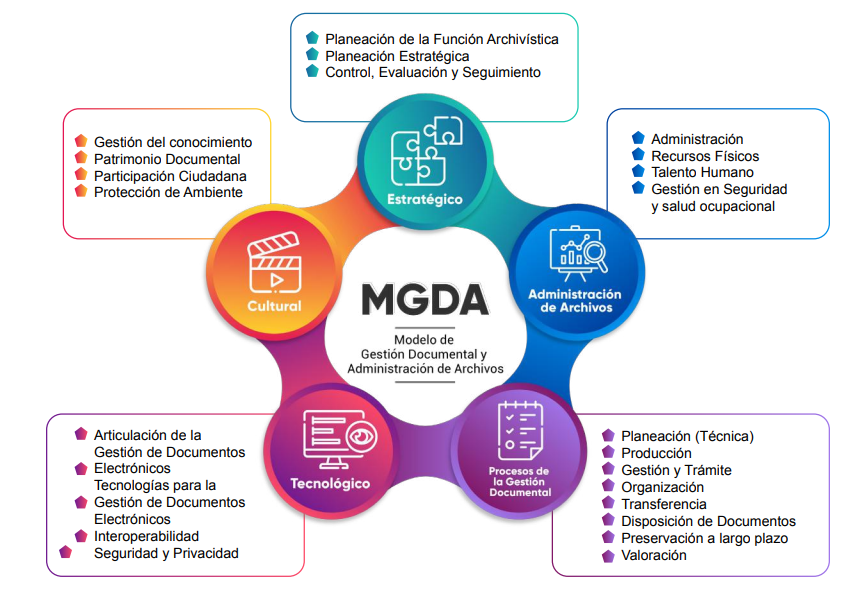 Planeación de la Función Archivística
Planeación Estratégica
Control, Evaluación y Seguimiento
Estratégico
Gestión del conocimiento
Patrimonio Documental
Participación Ciudadana
Protección de Ambiente
Cultural
Administración
Recursos Físicos
Talento Humano
Gestión en Seguridad
y salud ocupacional
Administración
de Archivos
MGDA
Modelo de
Gestión Documental y
Administración de Archivos
Articulación de la
Gestión de Documentos
Electrónicos
Tecnologías para la
Gestión de Documentos
Electrónicos
Interoperabilidad
Seguridad y Privacidad
Tecnológico
Procesos de
la Gestión
Documental
Planeación (Técnica)
Producción
Gestión y Trámite
Organización
Transferencia
Disposición de Documentos
Preservación a largo plazo
Valoración